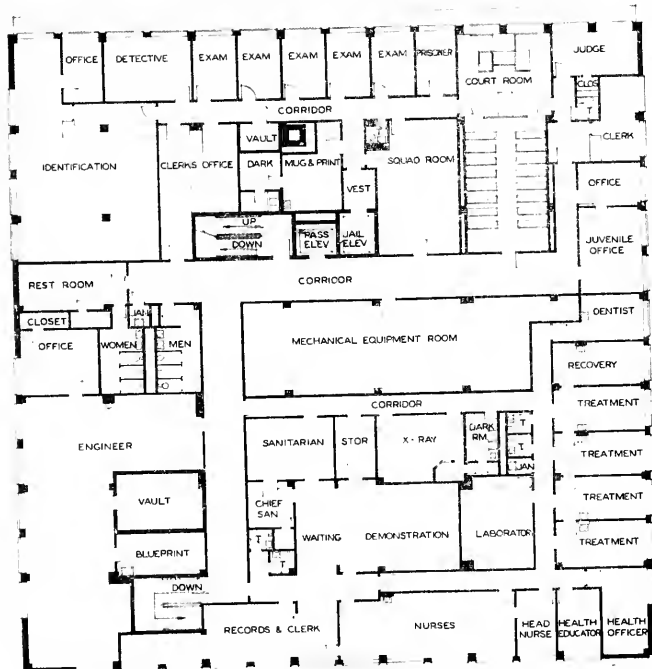 OFFICE
DETECTIVE
EXAM
EXAM
EXAM
EXAM
EXAM
PRISONER
COURT ROOM
JUDGE
CLOS
T
CORRIDOR
CLERK
IDENTIFICATION
CLERKS OFFICE
VAULT
DARK
MUG & PRINT
VEST
SQUAD ROOM
OFFICE
UP
DOWN
PASS
ELEV
JAIL
ELEV
JUVENILE
OFFICE
CORRIDOR
REST ROOM
CLOSET
JAN
DENTIST
OFFICE
WOMEN
MEN
MECHANICAL EQUIPMENT ROOM
RECOVERY
CORRIDOR
TREATMENT
ENGINEER
SANITARIAN
STOR
X-RAY
DARK
RM.
T
T
JAN
TREATMENT
VAULT
CHIEF
SAN
TREATMENT
WAITING
DEMONSTRATION
LABORATOR
T
T
BLUEPRINT
TREATMENT
DOWN
RECORDS & CLERK
NURSES
HEAD
NURSE
HEALTH
EDUCATOR
HEALTH
OFFICER